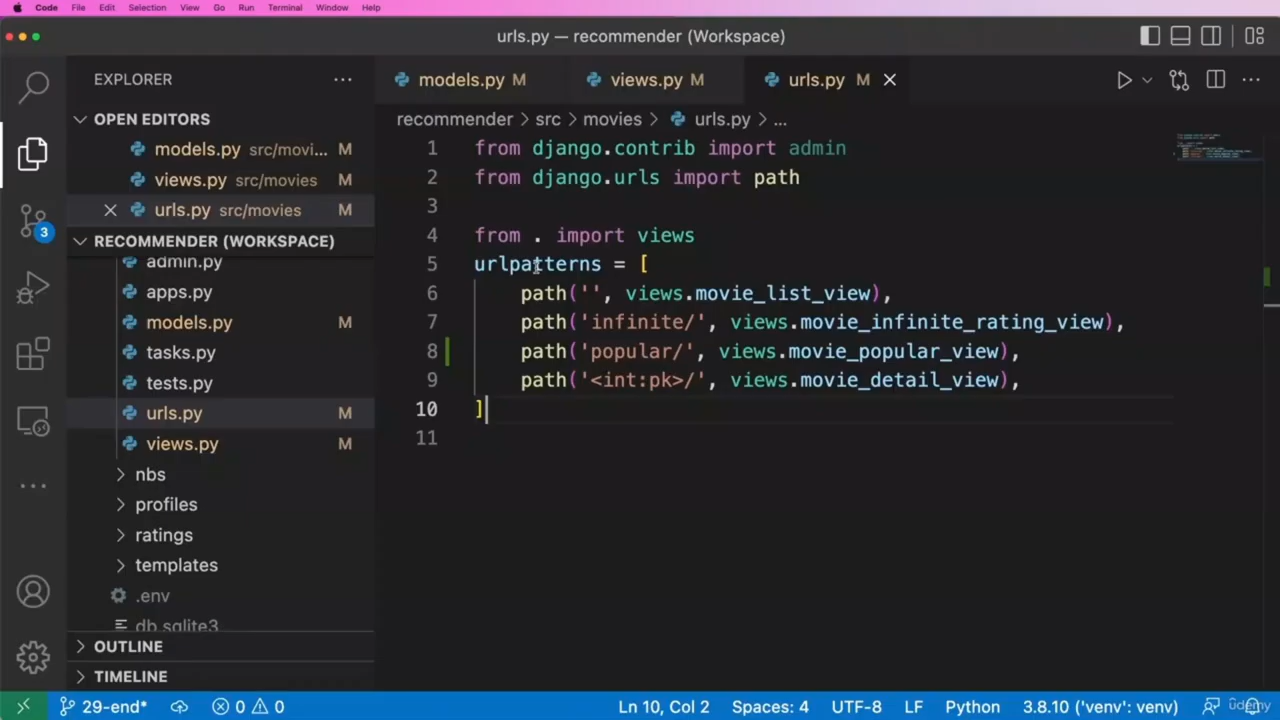 Code File Edit Selection View Go Run Terminal Window Help
urls.py — recommender (Workspace)
EXPLORER
models.py M
views.py M
urls.py M
OPEN EDITORS
recommender > src > movies > urls.py > ...
models.py src/movi... M
views.py src/movies M
urls.py src/movies M
RECOMMENDER (WORKSPACE)
admin.py
apps.py
models.py M
tasks.py
tests.py
urls.py M
views.py M
nbs
profiles
ratings
templates
.env
db.sqlite3
OUTLINE
TIMELINE
3
1 from django.contrib import admin
2 from django.urls import path
3
4 from . import views
5 urlpatterns = [
6 path('', views.movie_list_view),
7 path('infinite/', views.movie_infinite_rating_view),
8 path('popular/', views.movie_popular_view),
9 path('<int:pk>/', views.movie_detail_view),
10 ]
11
29-end* 0 0 Ln 10, Col 2 Spaces: 4 UTF-8 LF Python 3.8.10 ('venv': venv)
udemy